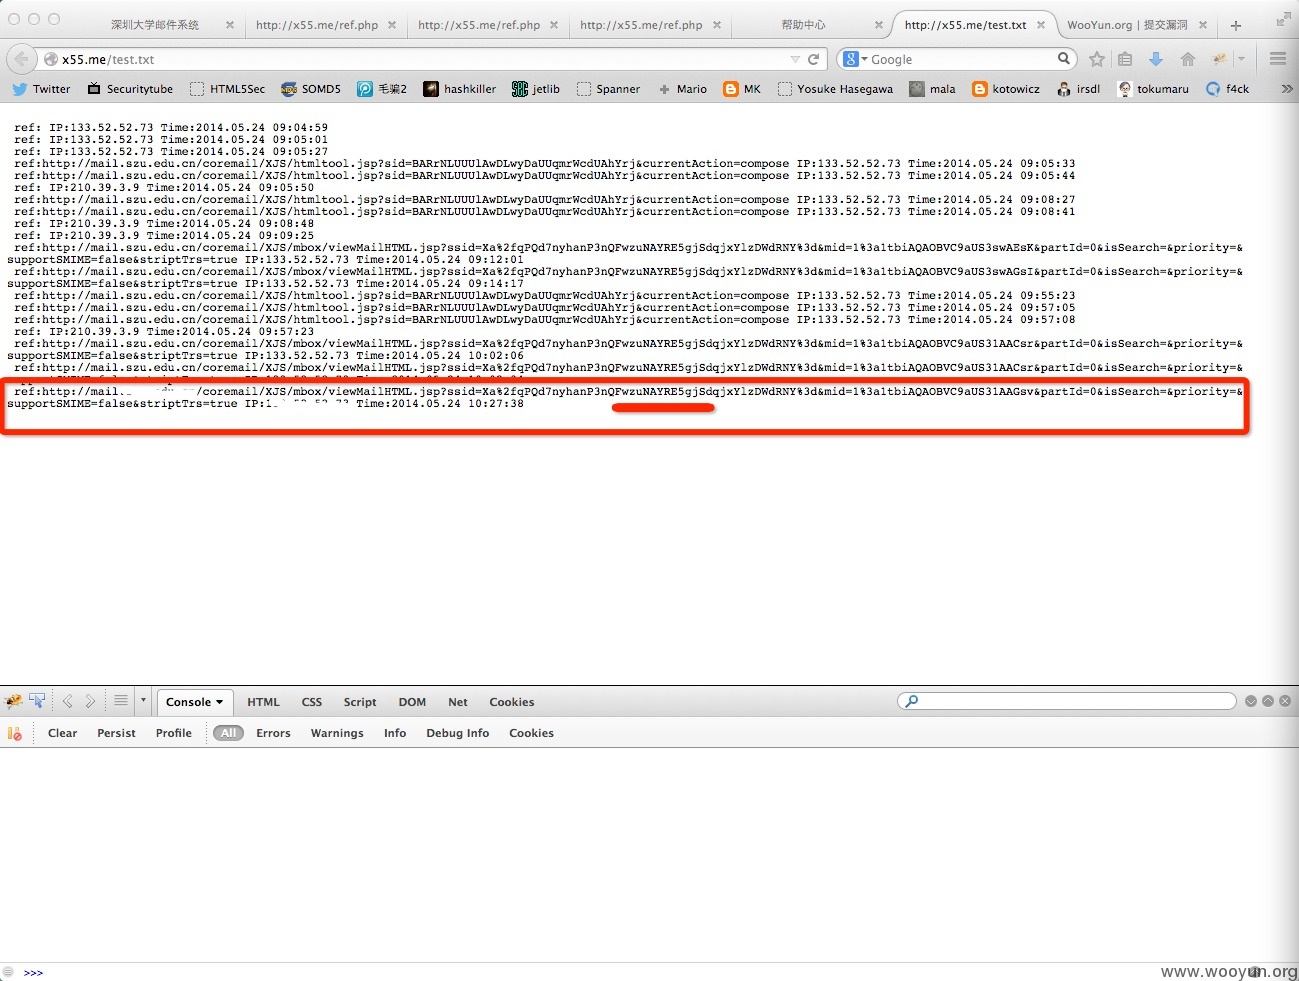 深圳大学邮件系统
http://x55.me/ref.php
http://x55.me/ref.php
http://x55.me/ref.php
帮助中心
http://x55.me/test.txt
WooYun.org | 提交漏洞
x55.me/test.txt
Google
Twitter
Securitytube
HTML5Sec
SOMD5
毛骗2
hashkiller
jetlib
Spanner
Mario
MK
Yosuke Hasegawa
mala
kotowicz
irsdl
tokumaru
f4ck
ref: IP:133.52.52.73 Time:2014.05.24 09:04:59
ref: IP:133.52.52.73 Time:2014.05.24 09:05:01
ref: IP:133.52.52.73 Time:2014.05.24 09:05:27
ref:http://mail.szu.edu.cn/coremail/XJS/htmltool.jsp?sid=BARrNLUUUlAwDLwyDaUUqmrWcdUAhYrj&currentAction=compose IP:133.52.52.73 Time:2014.05.24 09:05:33
ref:http://mail.szu.edu.cn/coremail/XJS/htmltool.jsp?sid=BARrNLUUUlAwDLwyDaUUqmrWcdUAhYrj&currentAction=compose IP:133.52.52.73 Time:2014.05.24 09:05:44
ref: IP:210.39.3.9 Time:2014.05.24 09:05:50
ref:http://mail.szu.edu.cn/coremail/XJS/htmltool.jsp?sid=BARrNLUUUlAwDLwyDaUUqmrWcdUAhYrj&currentAction=compose IP:133.52.52.73 Time:2014.05.24 09:08:27
ref:http://mail.szu.edu.cn/coremail/XJS/htmltool.jsp?sid=BARrNLUUUlAwDLwyDaUUqmrWcdUAhYrj&currentAction=compose IP:133.52.52.73 Time:2014.05.24 09:08:41
ref: IP:210.39.3.9 Time:2014.05.24 09:08:48
ref: IP:210.39.3.9 Time:2014.05.24 09:09:25
ref:http://mail.szu.edu.cn/coremail/XJS/mbox/viewMailHTML.jsp?ssid=Xa%2fqPQd7nyhanP3nQFwzuNAYRE5gjSdqjxYlzDWdRNY%3d&mid=1%3a1tbiAQAOBVC9aUS3swAEsK&partId=0&isSearch=&priority=&
supportSMIME=false&striptTrs=true IP:133.52.52.73 Time:2014.05.24 09:12:01
ref:http://mail.szu.edu.cn/coremail/XJS/mbox/viewMailHTML.jsp?ssid=Xa%2fqPQd7nyhanP3nQFwzuNAYRE5gjSdqjxYlzDWdRNY%3d&mid=1%3a1tbiAQAOBVC9aUS3swAGsI&partId=0&isSearch=&priority=&
supportSMIME=false&striptTrs=true IP:133.52.52.73 Time:2014.05.24 09:14:17
ref:http://mail.szu.edu.cn/coremail/XJS/htmltool.jsp?sid=BARrNLUUUlAwDLwyDaUUqmrWcdUAhYrj&currentAction=compose IP:133.52.52.73 Time:2014.05.24 09:55:23
ref:http://mail.szu.edu.cn/coremail/XJS/htmltool.jsp?sid=BARrNLUUUlAwDLwyDaUUqmrWcdUAhYrj&currentAction=compose IP:133.52.52.73 Time:2014.05.24 09:57:05
ref:http://mail.szu.edu.cn/coremail/XJS/htmltool.jsp?sid=BARrNLUUUlAwDLwyDaUUqmrWcdUAhYrj&currentAction=compose IP:133.52.52.73 Time:2014.05.24 09:57:08
ref: IP:210.39.3.9 Time:2014.05.24 09:57:23
ref:http://mail.szu.edu.cn/coremail/XJS/mbox/viewMailHTML.jsp?ssid=Xa%2fqPQd7nyhanP3nQFwzuNAYRE5gjSdqjxYlzDWdRNY%3d&mid=1%3a1tbiAQAOBVC9aUS31AACsr&partId=0&isSearch=&priority=&
supportSMIME=false&striptTrs=true IP:133.52.52.73 Time:2014.05.24 10:02:06
ref:http://mail.szu.edu.cn/coremail/XJS/mbox/viewMailHTML.jsp?ssid=Xa%2fqPQd7nyhanP3nQFwzuNAYRE5gjSdqjxYlzDWdRNY%3d&mid=1%3a1tbiAQAOBVC9aUS31AACsr&partId=0&isSearch=&priority=&
ref:http://mail. /coremail/XJS/mbox/viewMailHTML.jsp?ssid=Xa%2fqPQd7nyhanP3nQFwzuNAYRE5gjSdqjxYlzDWdRNY%3d&mid=1%3a1tbiAQAOBVC9aUS31AAGsv&partId=0&isSearch=&priority=&
supportSMIME=false&striptTrs=true IP:1 Time:2014.05.24 10:27:38
Console
HTML
CSS
Script
DOM
Net
Cookies
Clear
Persist
Profile
All
Errors
Warnings
Info
Debug Info
Cookies
>>>
www.wooyun.org